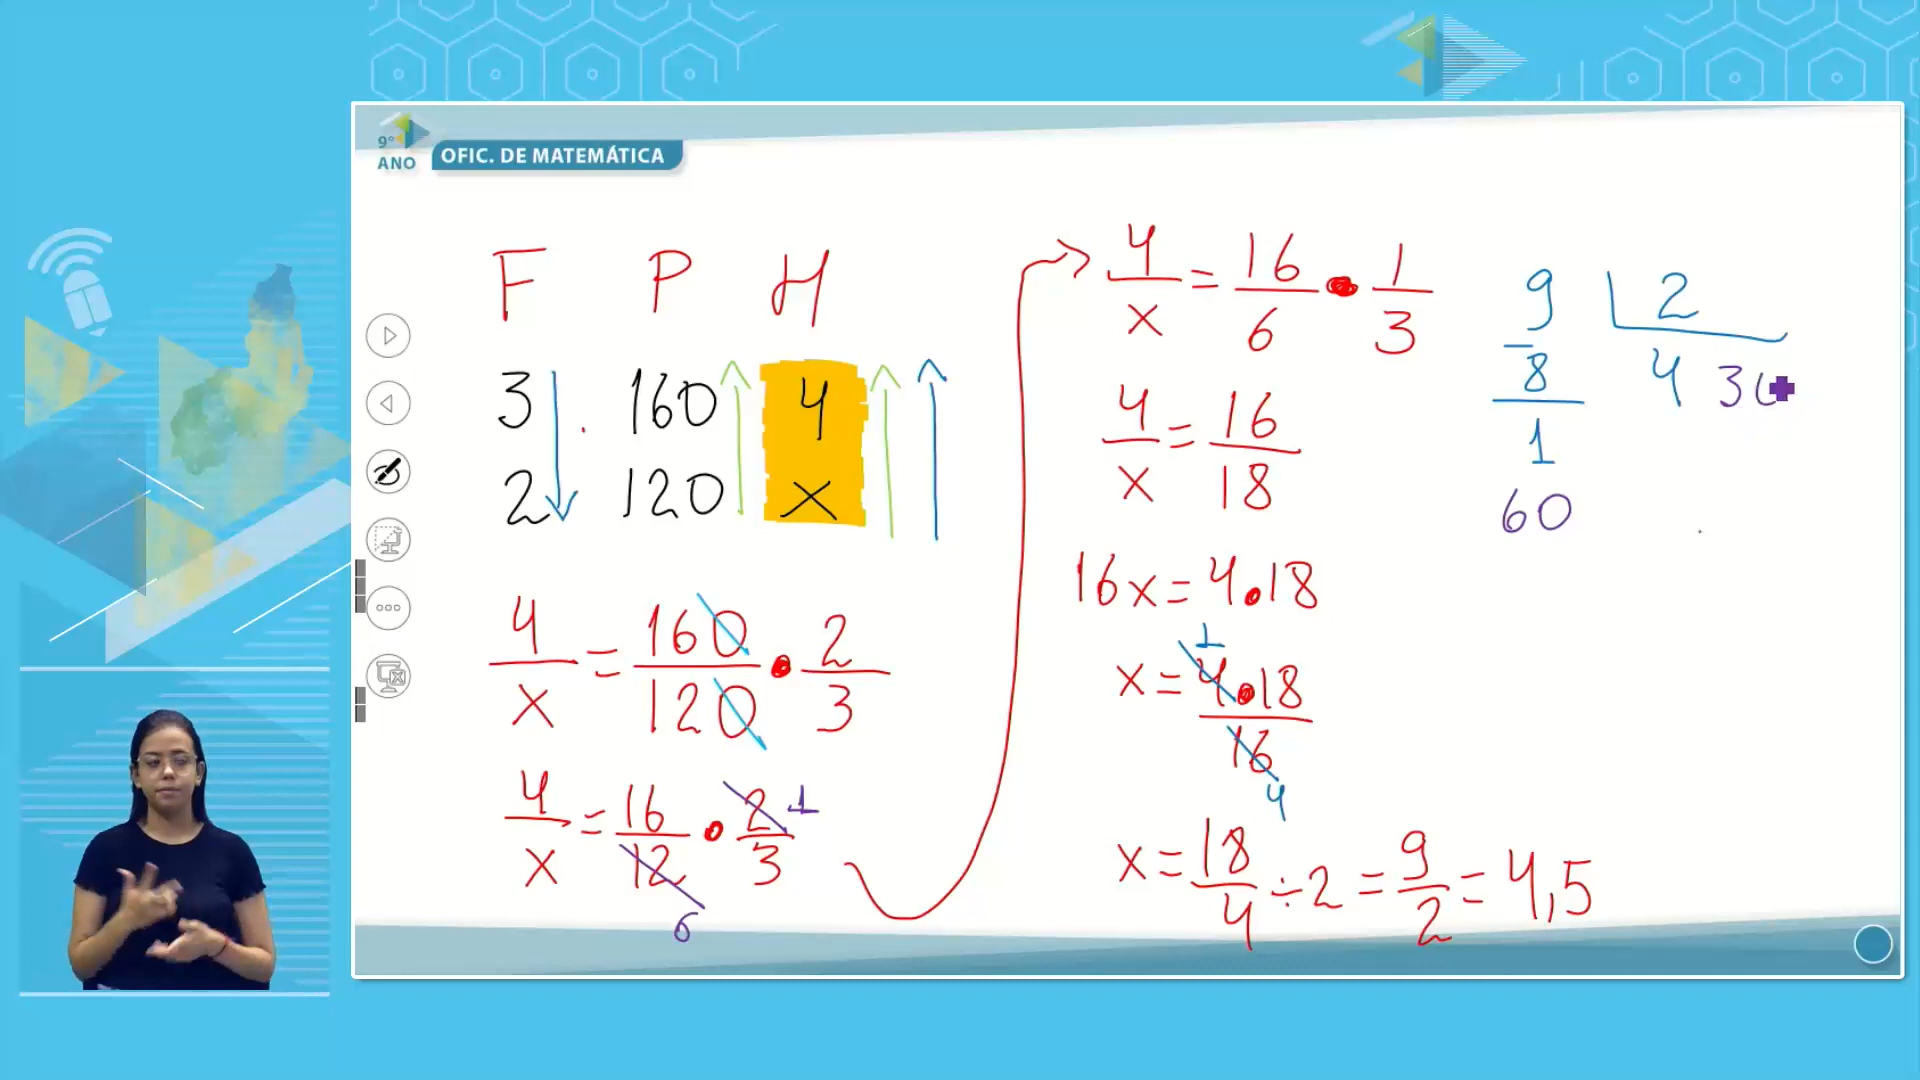 9º
ANO
OFIC. DE MATEMÁTICA
F P H
3 160 4
2 120 x
4/x = 160/120 • 2/3
4/x = 16/12 • 2/3
6 1
4/x = 16/6 • 1/3
4/x = 16/18
16x = 4•18
x = 4•18/16
1
4
x = 18/4 ÷2 = 9/2 = 4,5
9 2
-8 4 3
1
60